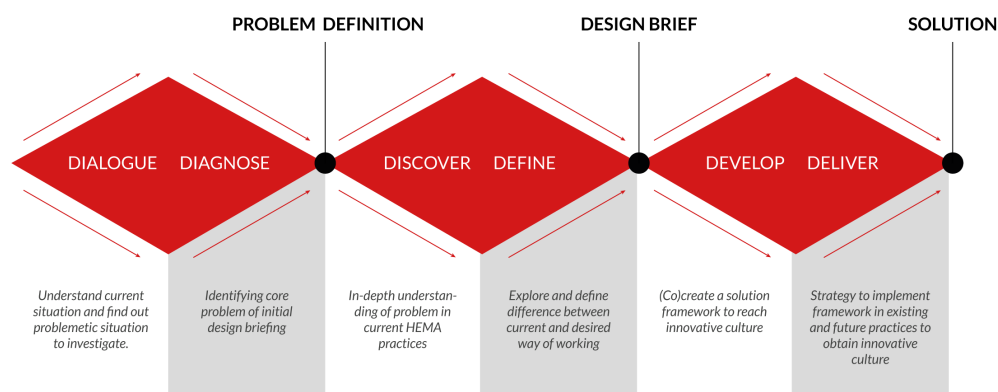 PROBLEM DEFINITION
DESIGN BRIEF
SOLUTION
DIALOGUE
DIAGNOSE
DISCOVER
DEFINE
DEVELOP
DELIVER
Understand current
situation and find out
problemetic situation
to investigate.
Identifying core
problem of initial
design briefing
In-depth understan-
ding of problem in
current HEMA
practices
Explore and define
difference between
current and desired
way of working
(Co)create a solution
framework to reach
innovative culture
Strategy to implement
framework in existing
and future practices to
obtain innovative
culture